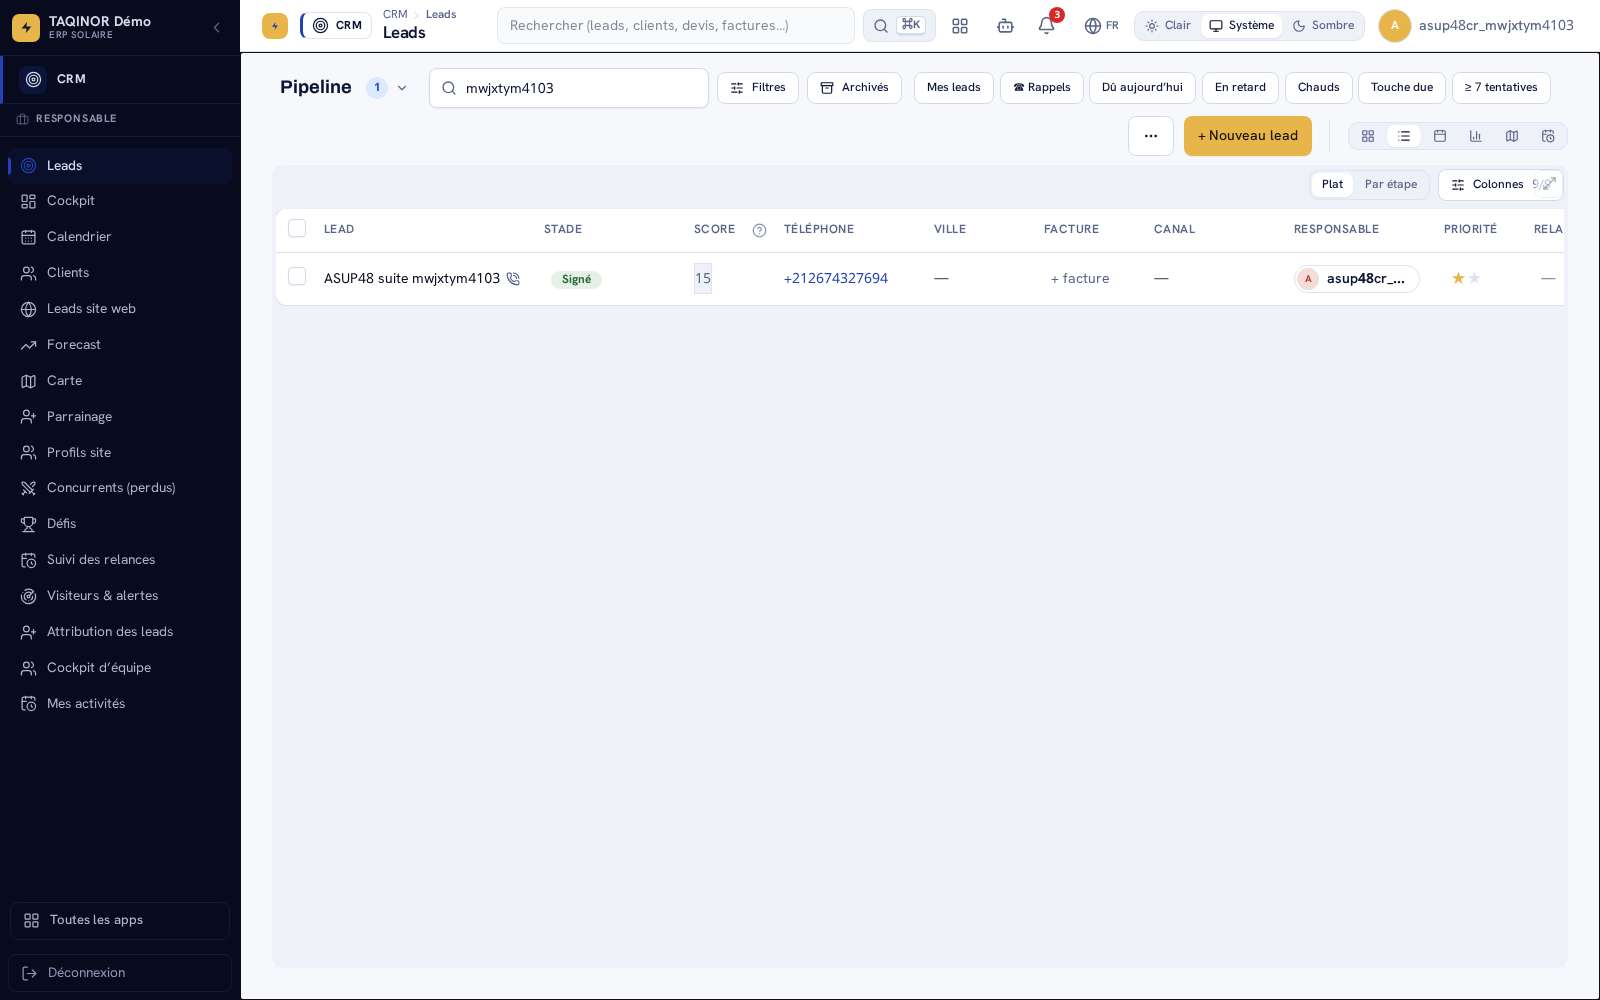 TAQINOR Démo
ERP SOLAIRE
CRM
RESPONSABLE
Leads
Cockpit
Calendrier
Clients
Leads site web
Forecast
Carte
Parrainage
Profils site
Concurrents (perdus)
Défis
Suivi des relances
Visiteurs & alertes
Attribution des leads
Cockpit d’équipe
Mes activités
Toutes les apps
Déconnexion
CRM
CRM > Leads
Leads
Rechercher (leads, clients, devis, factures…)
⌘K
3
FR
Clair
Système
Sombre
A
asup48cr_mwjxtym4103
Pipeline 1
mwjxtym4103
Filtres
Archivés
Mes leads
☎ Rappels
Dû aujourd’hui
En retard
Chauds
Touche due
≥ 7 tentatives
+ Nouveau lead
Plat
Par étape
Colonnes
LEAD STADE SCORE TÉLÉPHONE VILLE FACTURE CANAL RESPONSABLE PRIORITÉ RELA
ASUP48 suite mwjxtym4103 Signé 15 +212674327694 — + facture — A asup48cr_... ★★ —